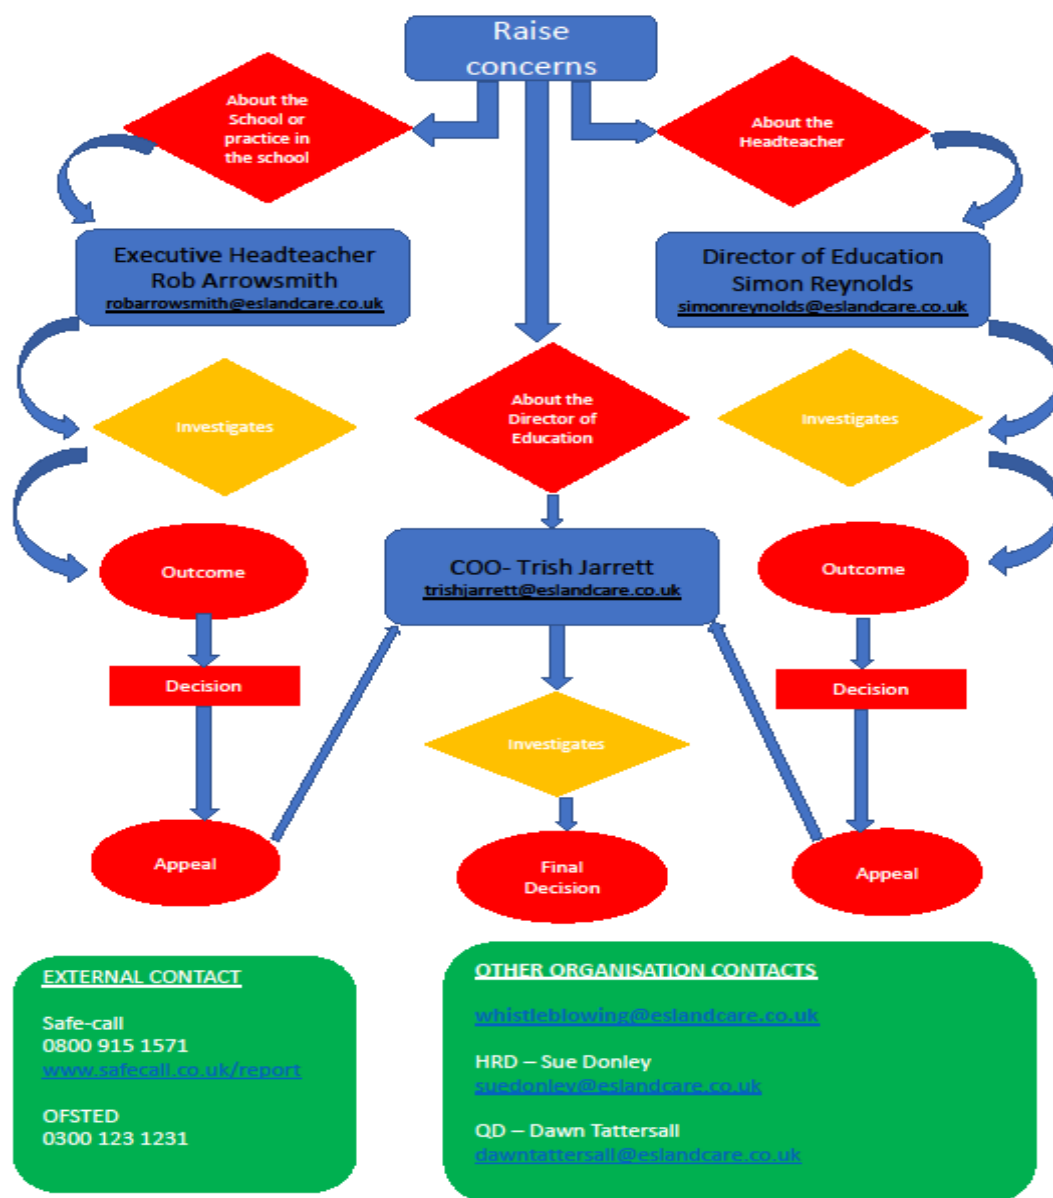 Raise
concerns
About the
School or
practice in
the school
About the
Headteacher
Executive Headteacher
Rob Arrowsmith
robarrowsmith@eslandcare.co.uk
Director of Education
Simon Reynolds
simonreynolds@eslandcare.co.uk
Investigates
About the
Director of
Education
Investigates
Outcome
COO- Trish Jarrett
trishjarrett@eslandcare.co.uk
Outcome
Decision
Decision
Investigates
Appeal
Final
Decision
Appeal
EXTERNAL CONTACT
Safe-call
0800 915 1571
www.safecall.co.uk/report
OFSTED
0300 123 1231
OTHER ORGANISATION CONTACTS
whistleblowing@eslandcare.co.uk
HRD – Sue Donley
suedonley@eslandcare.co.uk
QD – Dawn Tattersall
dawntattersall@eslandcare.co.uk